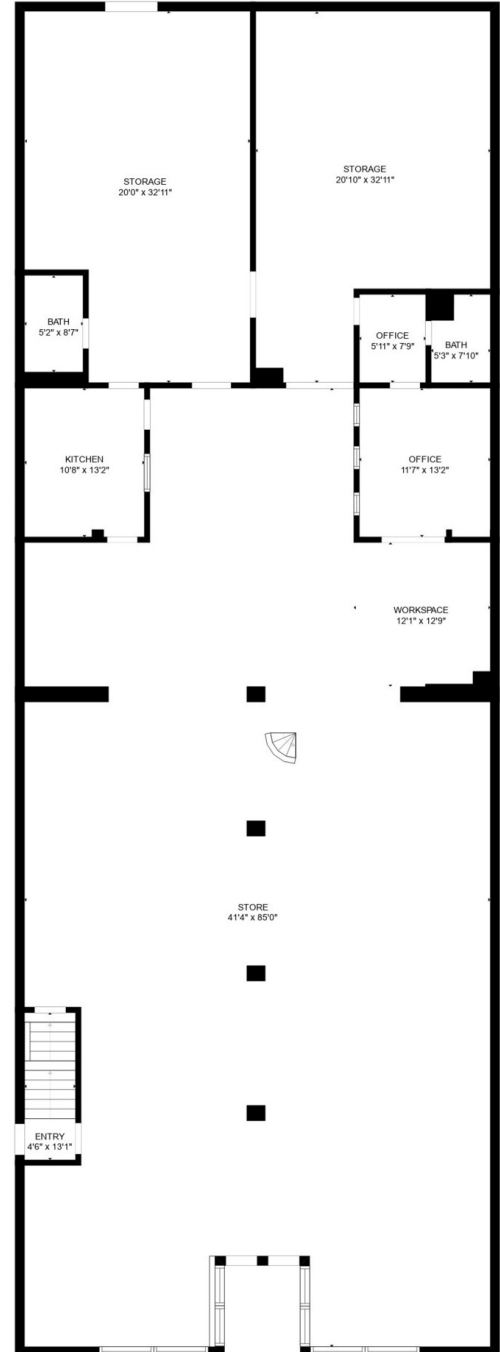 STORAGE
20'0" x 32'11"
STORAGE
20'10" x 32'11"
BATH
5'2" x 8'7"
OFFICE
5'11" x 7'9"
BATH
5'3" x 7'10"
KITCHEN
10'8" x 13'2"
OFFICE
11'7" x 13'2"
WORKSPACE
12'1" x 12'9"
STORE
41'4" x 85'0"
ENTRY
4'6" x 13'1"